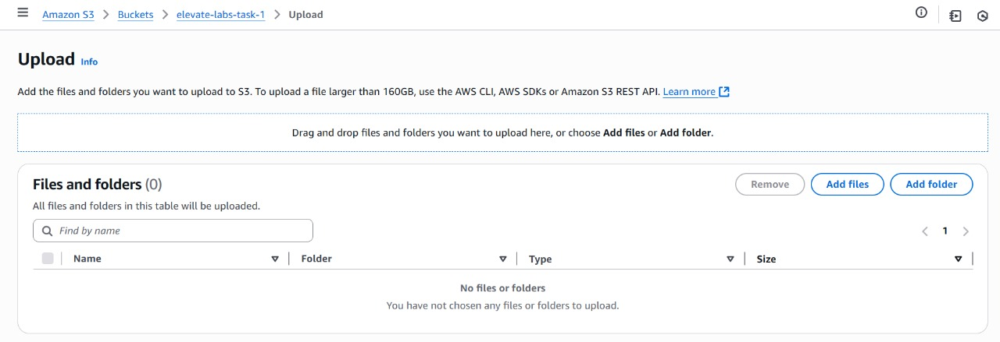 Amazon S3 > Buckets > elevate-labs-task-1 > Upload
Upload Info
Add the files and folders you want to upload to S3. To upload a file larger than 160GB, use the AWS CLI, AWS SDKs or Amazon S3 REST API. Learn more
Drag and drop files and folders you want to upload here, or choose Add files or Add folder.
Files and folders (0) Remove Add files Add folder
All files and folders in this table will be uploaded.
Find by name < 1 >
Name Folder Type Size
No files or folders
You have not chosen any files or folders to upload.